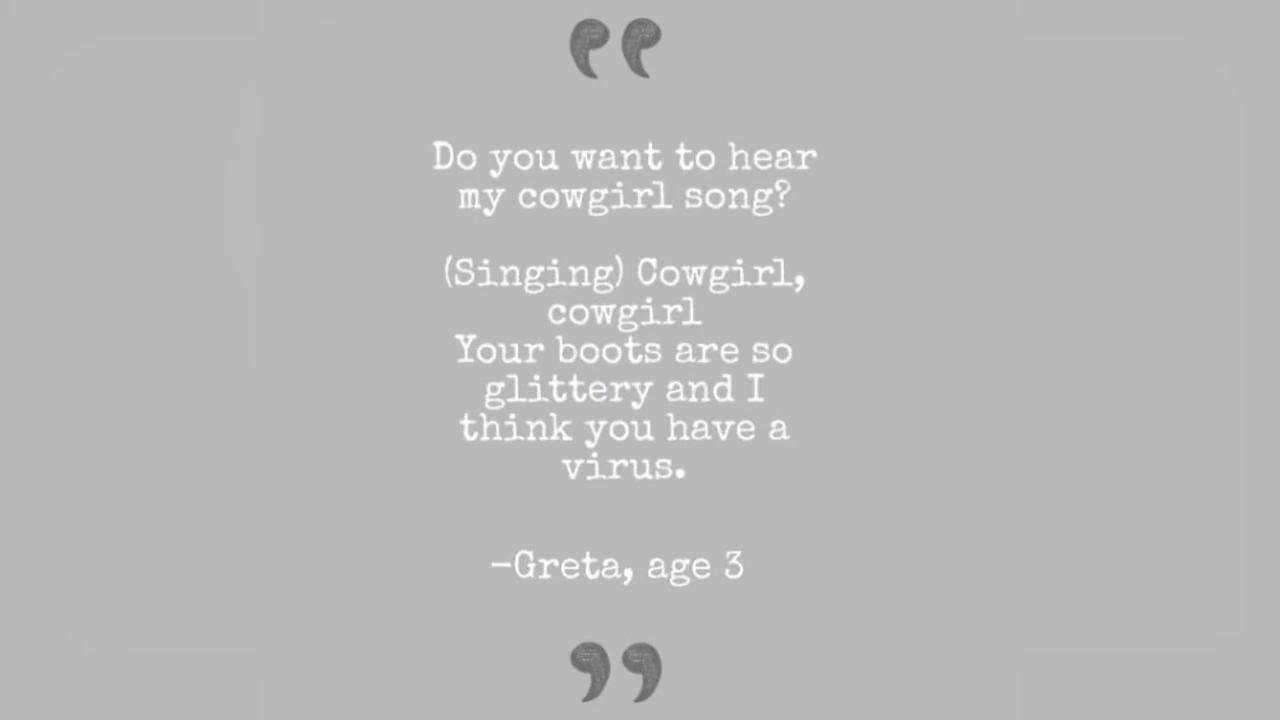 Do you want to hear
my cowgirl song?
(Singing) Cowgirl,
cowgirl
Your boots are so
glittery and I
think you have a
virus.
-Greta, age 3